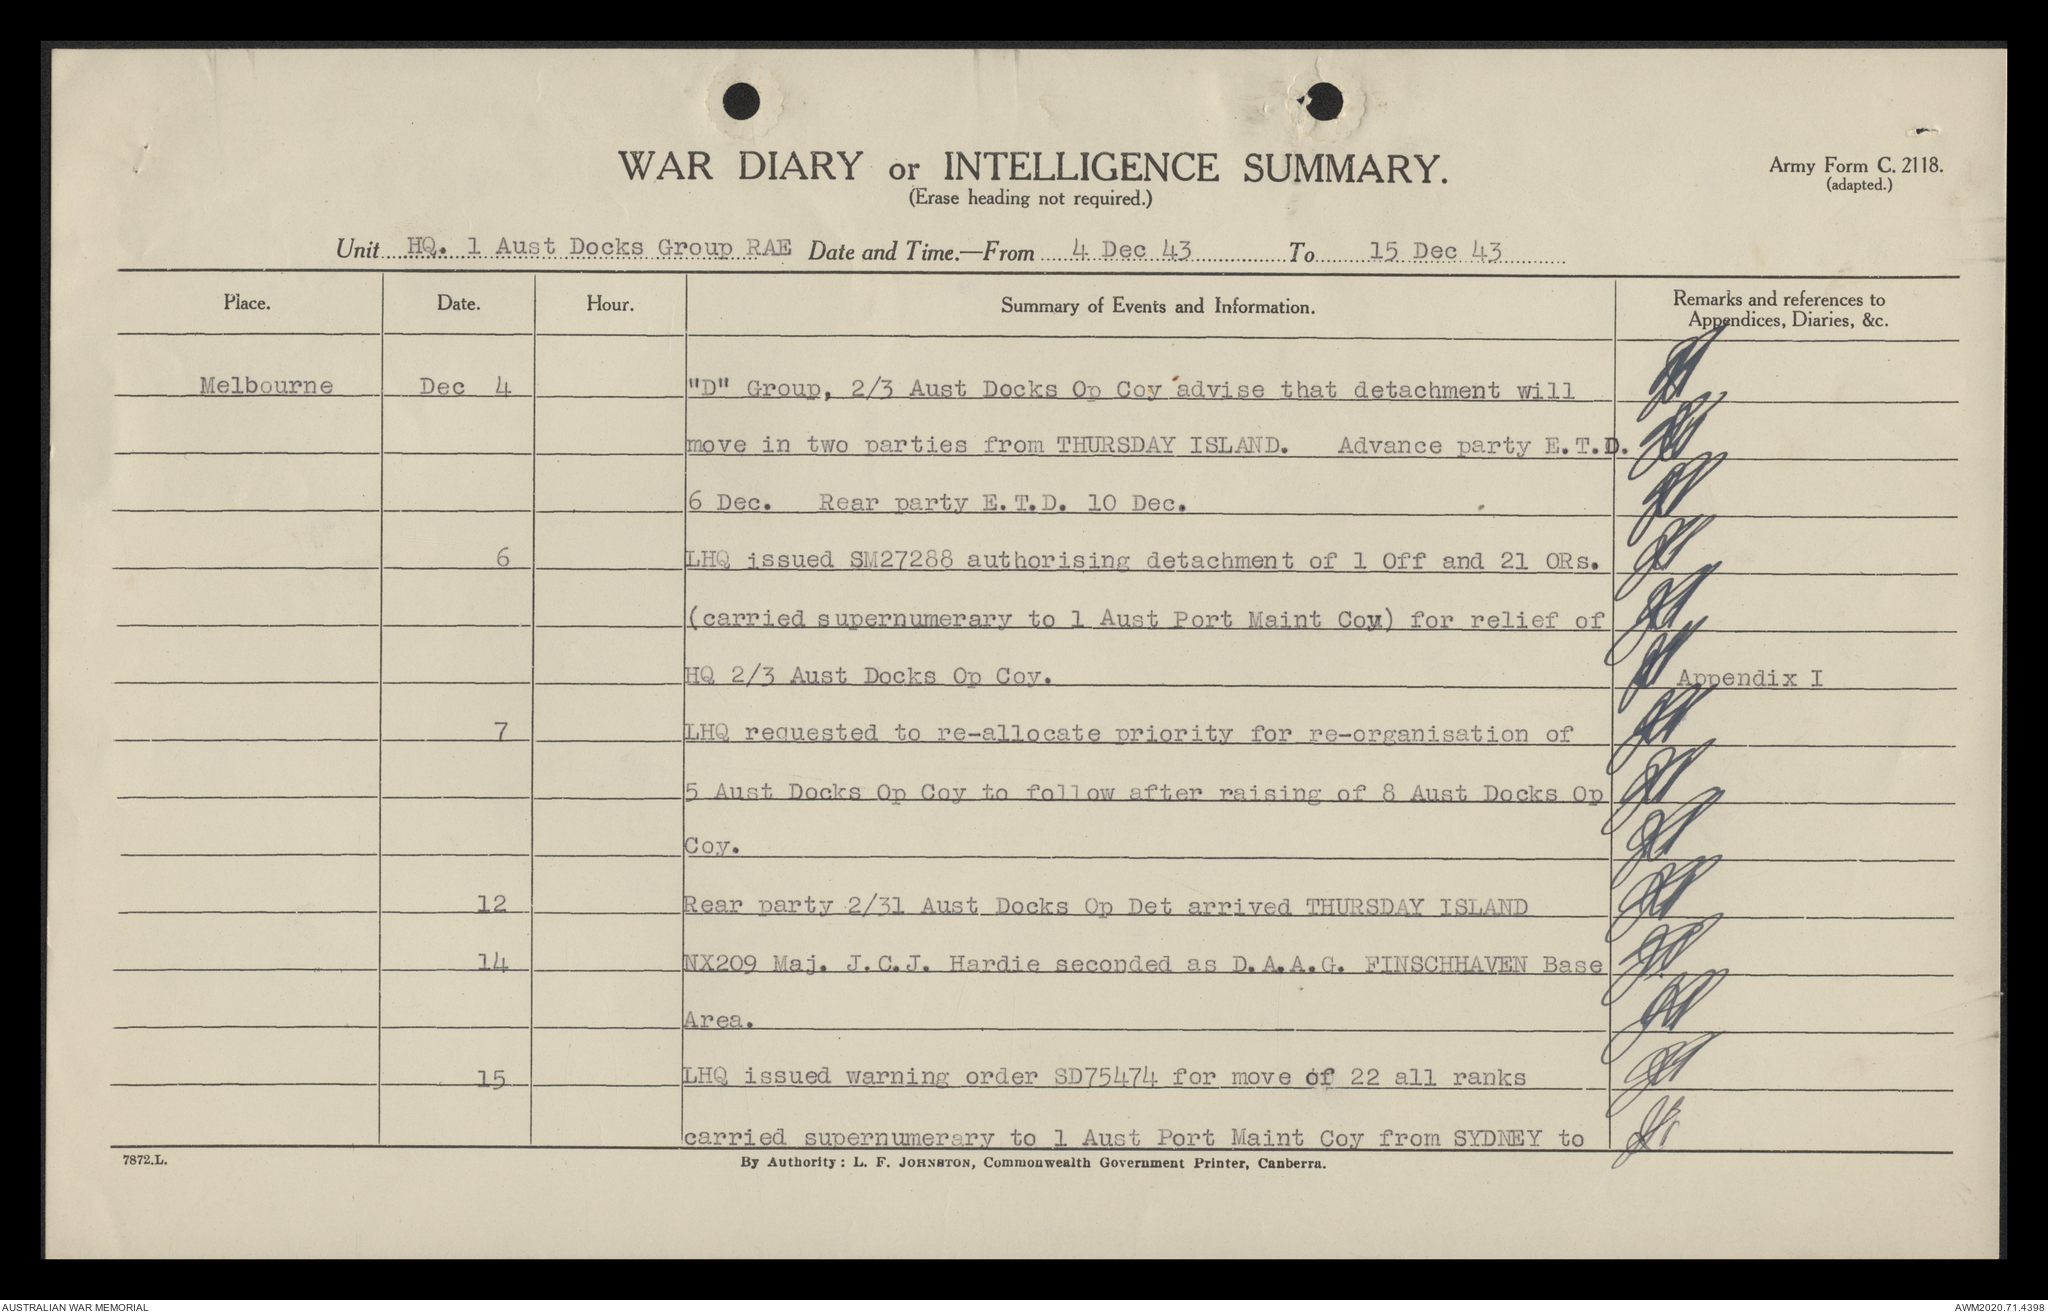 WAR DIARY or INTELLIGENCE SUMMARY.
(Erase heading not required.)
Army Form C. 2118.
(adapted.)
Unit HQ. 1 Aust Docks Group RAE Date and Time.—From 4 Dec 43 To 15 Dec 43
Place. Date. Hour. Summary of Events and Information. Remarks and references to
Appendices, Diaries, &c.
Melbourne Dec 4 "D" Group, 2/3 Aust Docks Op Coy advise that detachment will
move in two parties from THURSDAY ISLAND. Advance party E.T.D.
6 Dec. Rear party E.T.D. 10 Dec.
6 LHQ issued SM27288 authorising detachment of 1 Off and 21 ORs.
(carried supernumerary to 1 Aust Port Maint Coy) for relief of
HQ 2/3 Aust Docks Op Coy. Appendix I
7 LHQ requested to re-allocate priority for re-organisation of
5 Aust Docks Op Coy to follow after raising of 8 Aust Docks Op
Coy.
12 Rear party 2/31 Aust Docks Op Det arrived THURSDAY ISLAND
14 NX209 Maj. J.C.J. Hardie seconded as D.A.A.G. FINSCHHAVEN Base
Area.
15 LHQ issued warning order SD75474 for move of 22 all ranks
carried supernumerary to 1 Aust Port Maint Coy from SYDNEY to
7872.L.
By Authority: L. F. JOHNSTON, Commonwealth Government Printer, Canberra.
AUSTRALIAN WAR MEMORIAL
AWM2020.71.4398